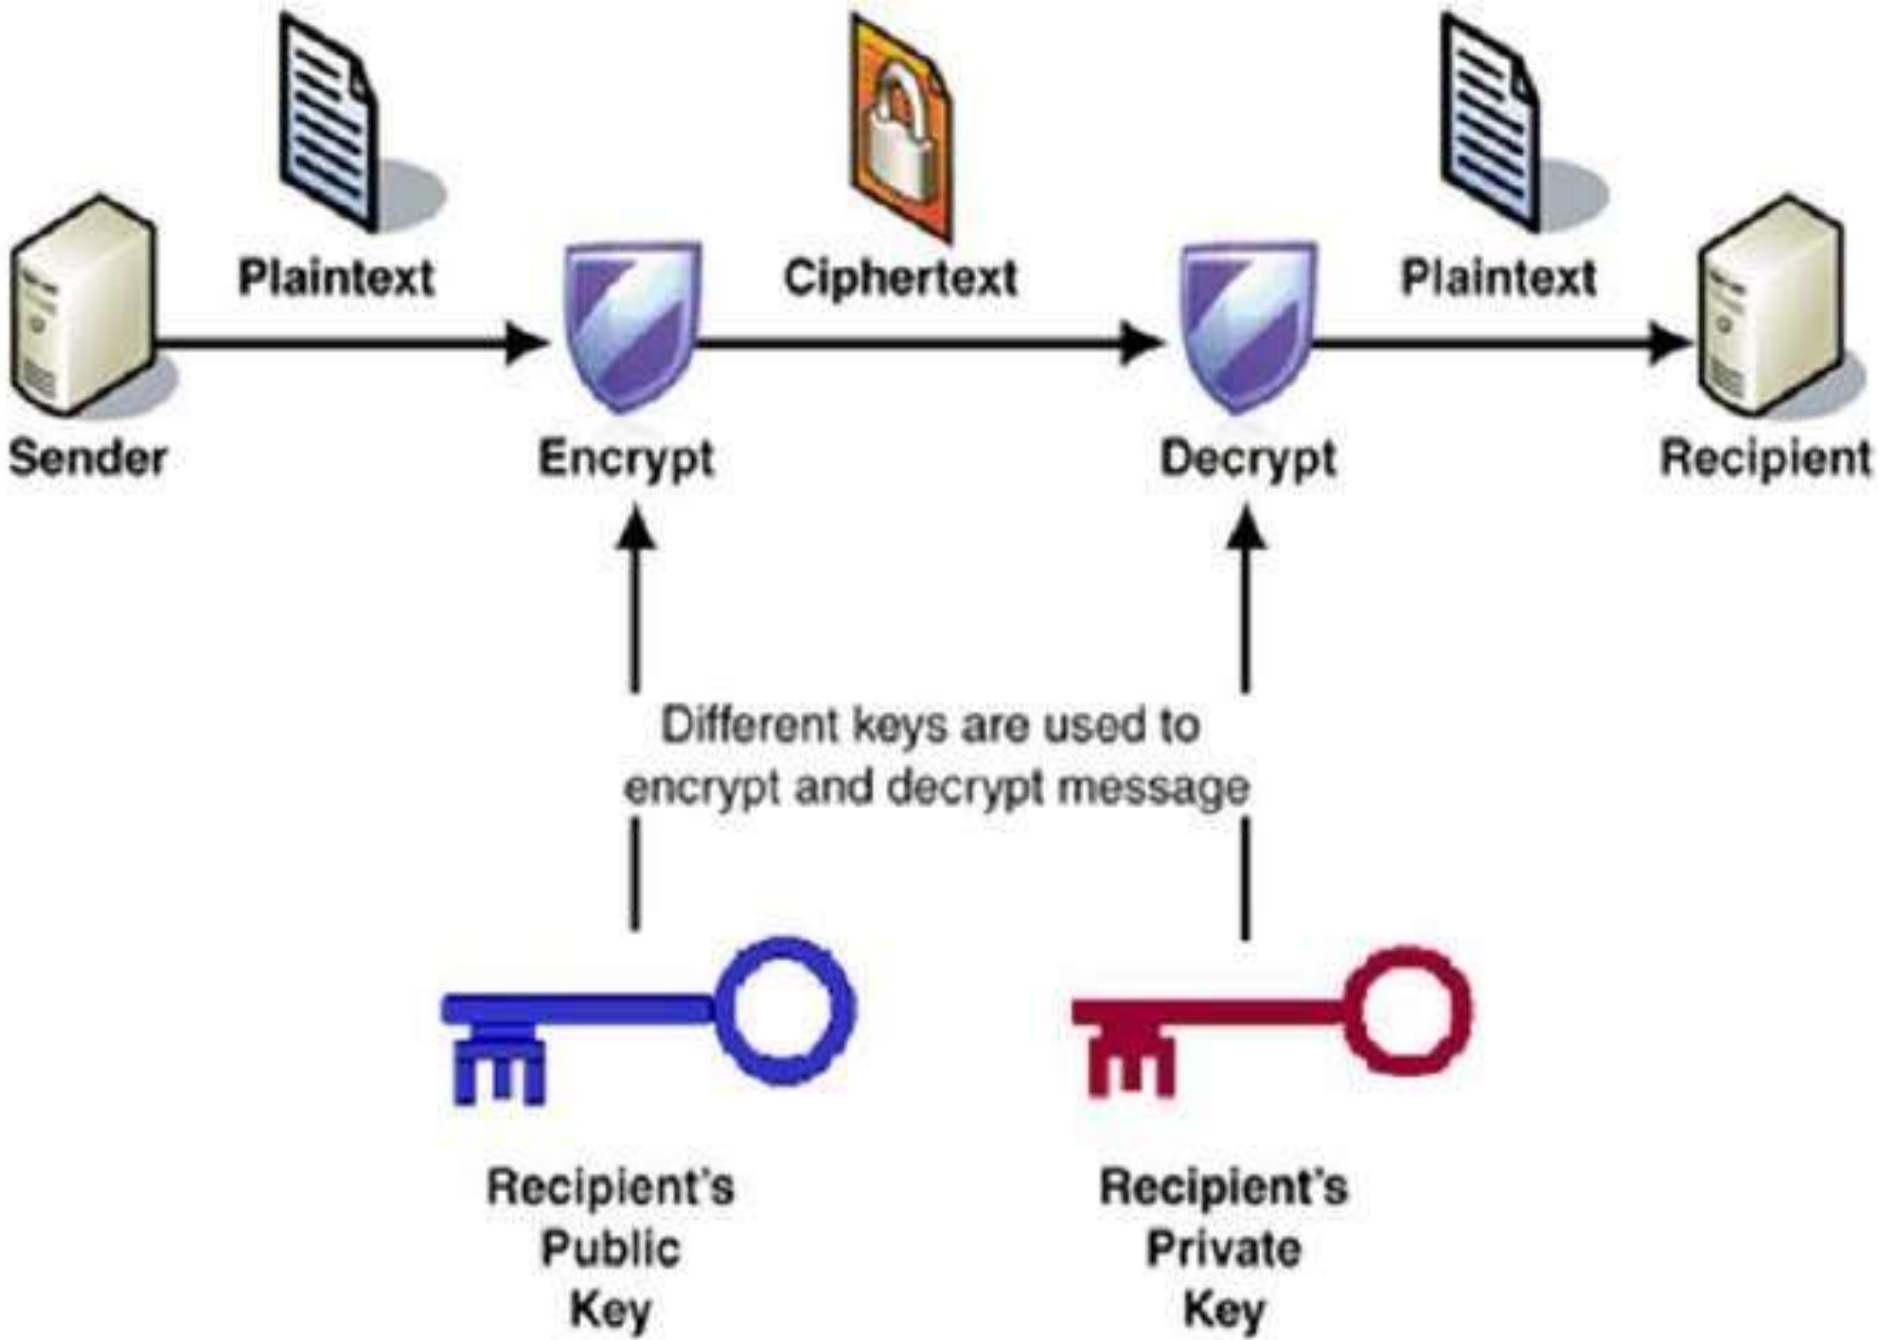 Plaintext
Ciphertext
Plaintext
Sender
Encrypt
Decrypt
Recipient
Different keys are used to
encrypt and decrypt message
Recipient's
Public
Key
Recipient's
Private
Key